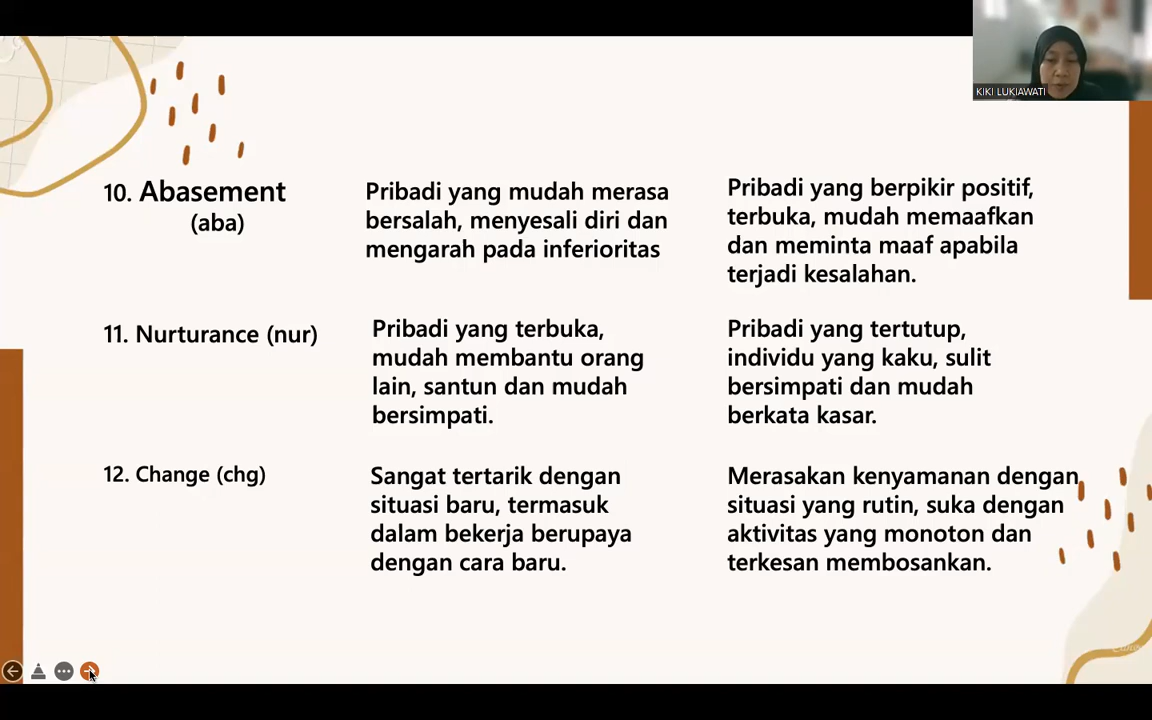 KIKI LUKIAWATI
10. Abasement
(aba)
Pribadi yang mudah merasa
bersalah, menyesali diri dan
mengarah pada inferioritas
Pribadi yang berpikir positif,
terbuka, mudah memaafkan
dan meminta maaf apabila
terjadi kesalahan.
11. Nurturance (nur)
Pribadi yang terbuka,
mudah membantu orang
lain, santun dan mudah
bersimpati.
Pribadi yang tertutup,
individu yang kaku, sulit
bersimpati dan mudah
berkata kasar.
12. Change (chg)
Sangat tertarik dengan
situasi baru, termasuk
dalam bekerja berupaya
dengan cara baru.
Merasakan kenyamanan dengan
situasi yang rutin, suka dengan
aktivitas yang monoton dan
terkesan membosankan.